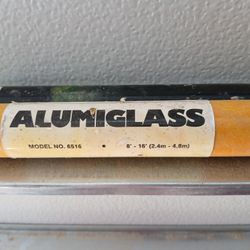 ALUMIGLASS
MODEL NO. 6516 • 8' - 16' (2.4m - 4.8m)